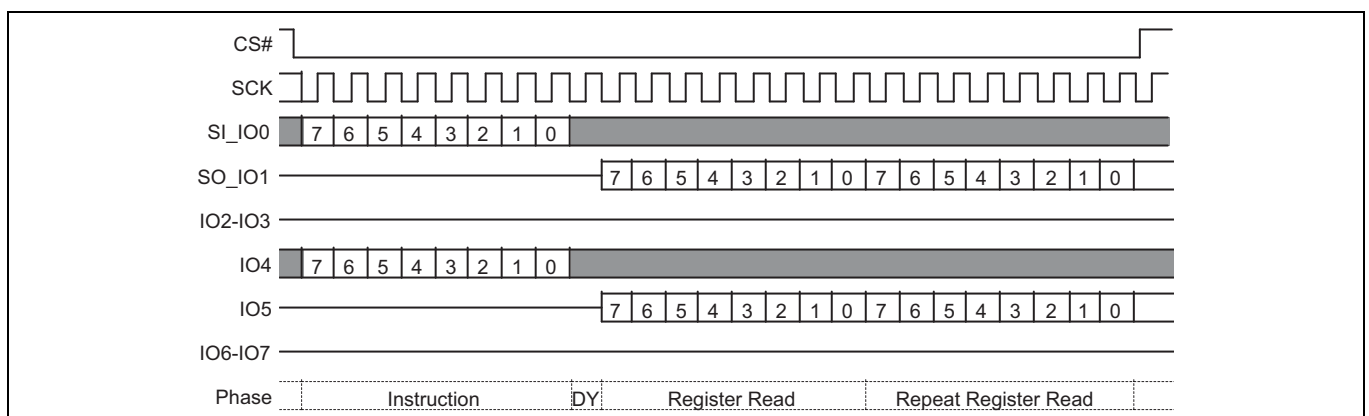 CS#
SCK
SI_IO0 7 6 5 4 3 2 1 0
SO_IO1 7 6 5 4 3 2 1 0 7 6 5 4 3 2 1 0
IO2-IO3
IO4 7 6 5 4 3 2 1 0
IO5 7 6 5 4 3 2 1 0 7 6 5 4 3 2 1 0
IO6-IO7
Phase Instruction DY Register Read Repeat Register Read